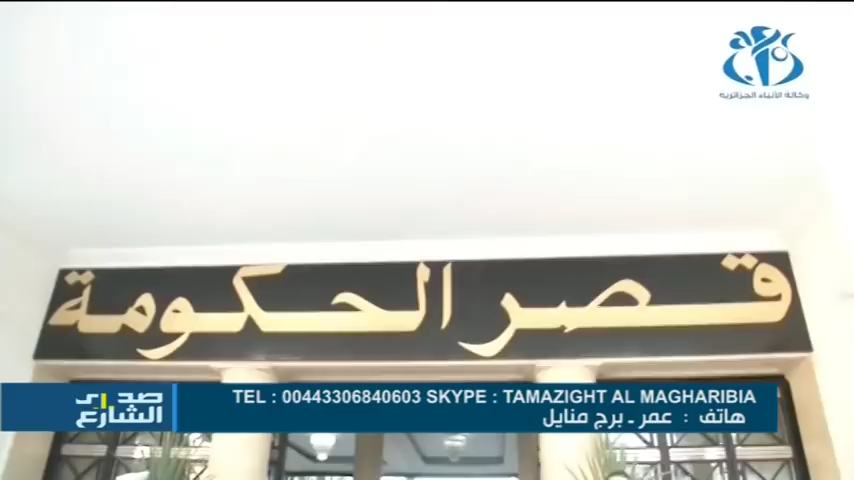 وكالة الأنباء الجزائرية
قصر الحكومة
TEL : 00443306840603 SKYPE : TAMAZIGHT AL MAGHARIBIA
هاتف : عمر - برج منايل
صدى
الشارع